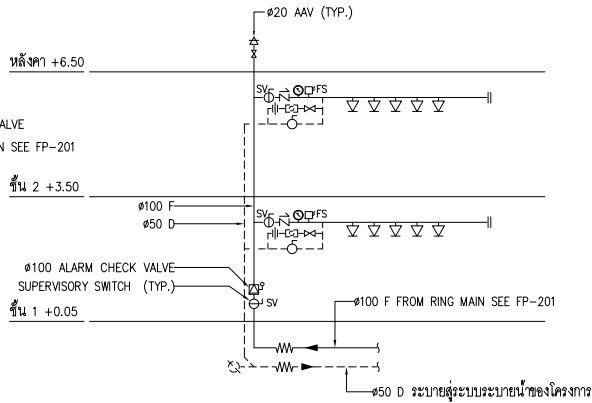 ø20 AAV (TYP.)
หลังคา +6.50
SV
FS
ALVE
N SEE FP-201
ชั้น 2 +3.50
ø100 F
SV
FS
ø50 D
ø100 ALARM CHECK VALVE
SUPERVISORY SWITCH (TYP.)
SV
ø100 F FROM RING MAIN SEE FP-201
ชั้น 1 +0.05
ø50 D ระบายสู่ระบบระบายน้ำของโครงการ